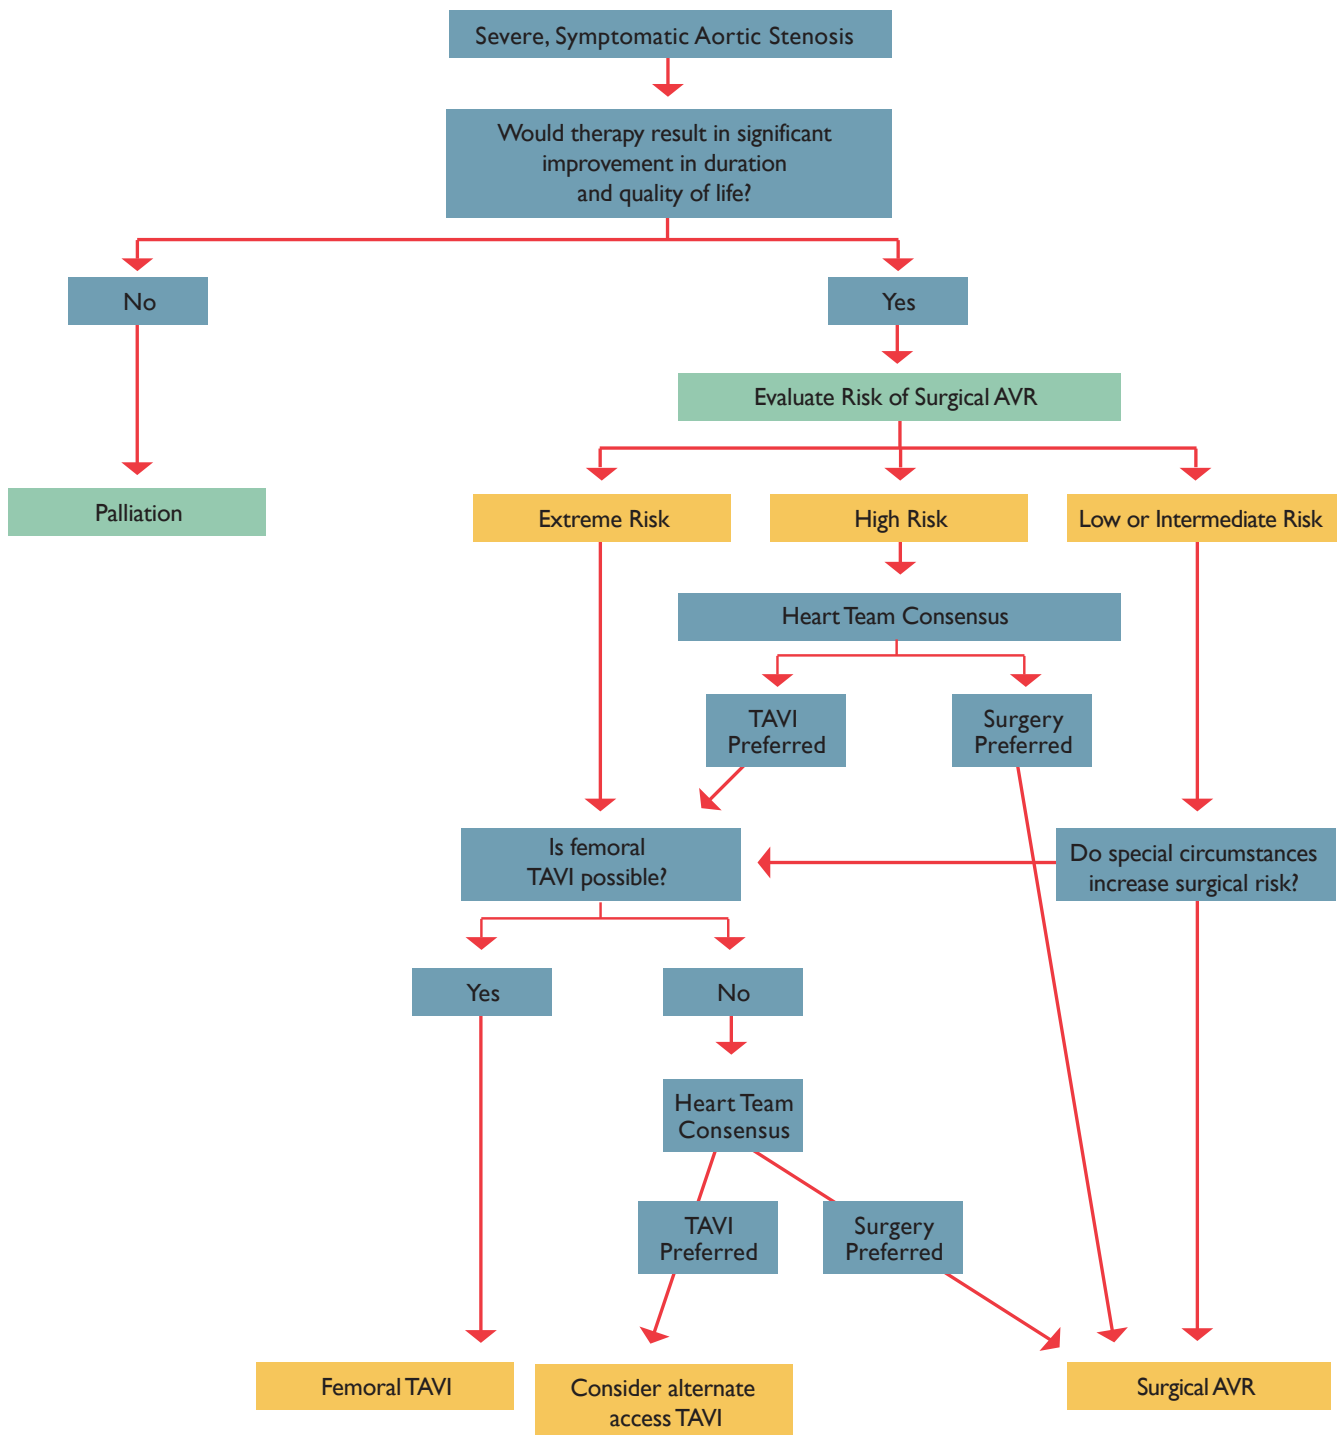 Severe, Symptomatic Aortic Stenosis
Would therapy result in significant
improvement in duration
and quality of life?
No
Yes
Evaluate Risk of Surgical AVR
Palliation
Extreme Risk
High Risk
Low or Intermediate Risk
Heart Team Consensus
TAVI
Preferred
Surgery
Preferred
Is femoral
TAVI possible?
Do special circumstances
increase surgical risk?
Yes
No
Heart Team
Consensus
TAVI
Preferred
Surgery
Preferred
Femoral TAVI
Consider alternate
access TAVI
Surgical AVR